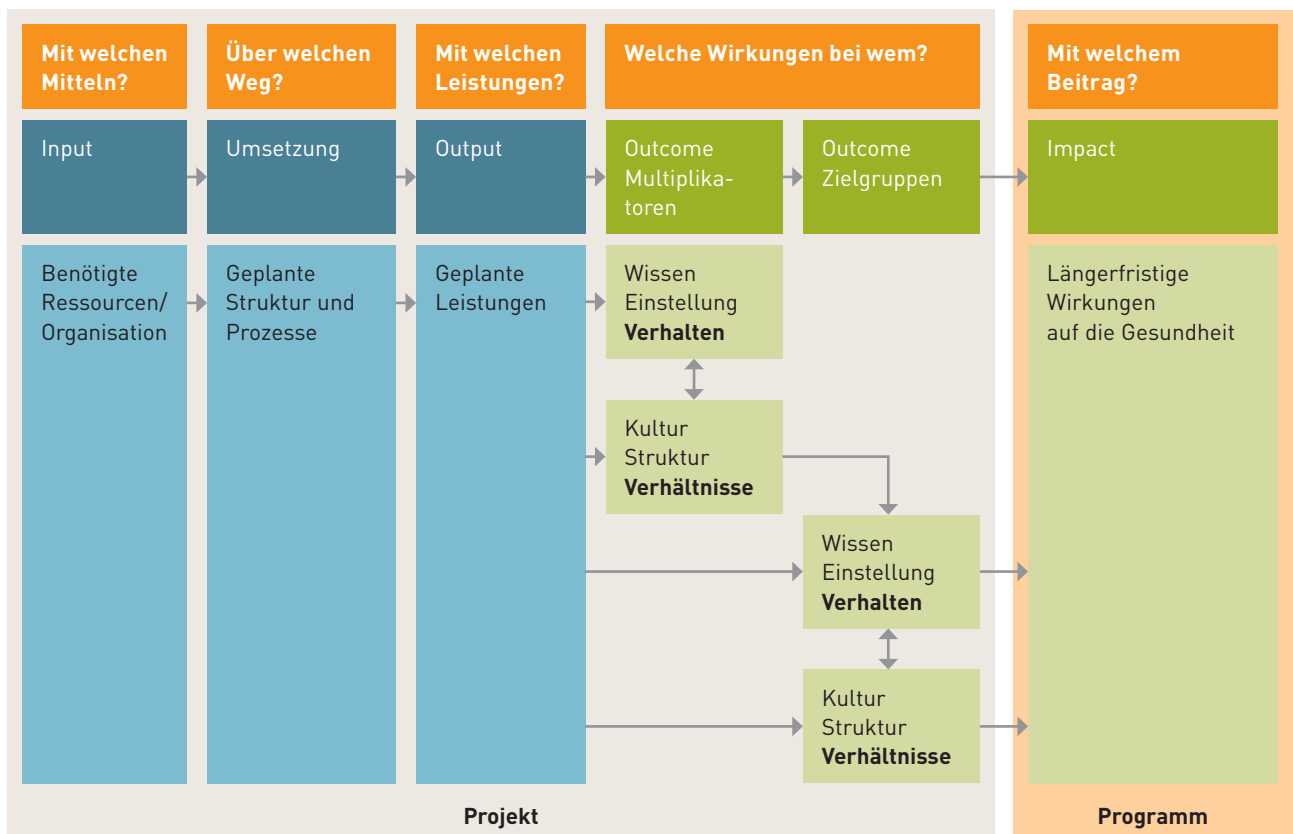 Mit welchen
Mitteln?
Über welchen
Weg?
Mit welchen
Leistungen?
Welche Wirkungen bei wem?
Mit welchem
Beitrag?
Input
Umsetzung
Output
Outcome
Multiplika-
toren
Outcome
Zielgruppen
Impact
Benötigte
Ressourcen/
Organisation
Geplante
Struktur und
Prozesse
Geplante
Leistungen
Wissen
Einstellung
Verhalten
Kultur
Struktur
Verhältnisse
Wissen
Einstellung
Verhalten
Kultur
Struktur
Verhältnisse
Längerfristige
Wirkungen
auf die Gesundheit
Projekt
Programm